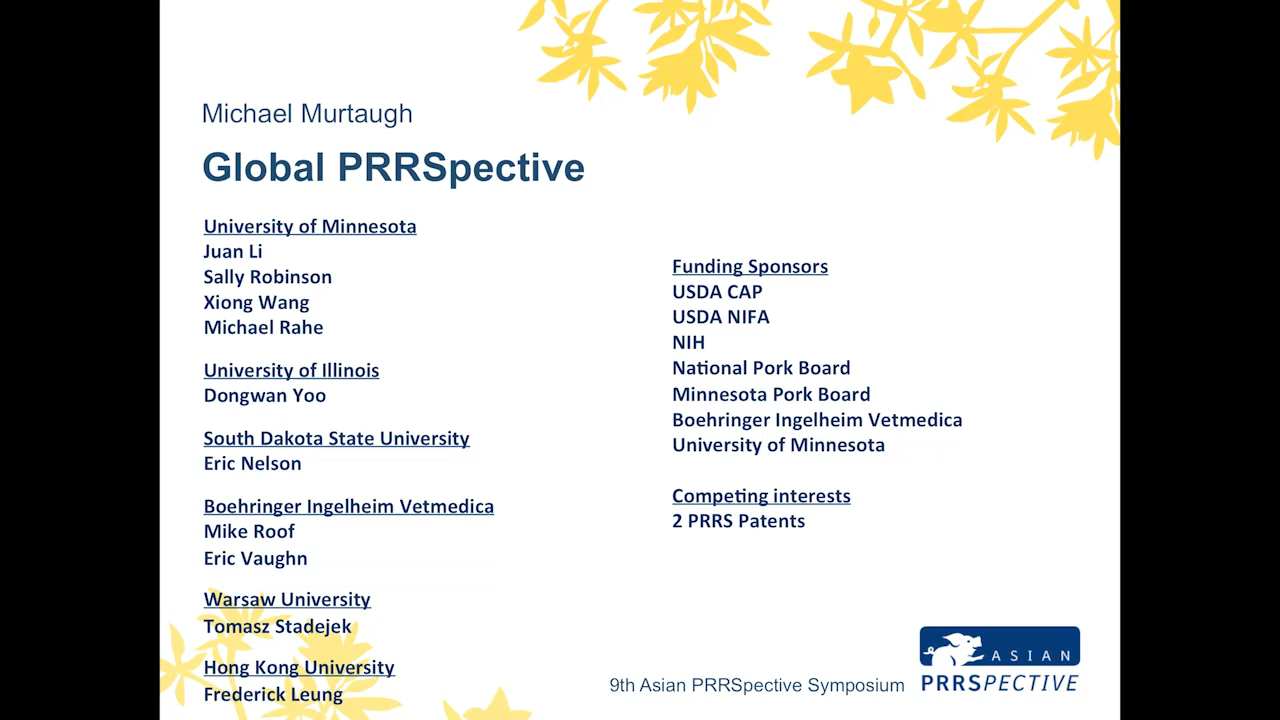 Michael Murtaugh
Global PRRSpective
University of Minnesota
Juan Li
Sally Robinson
Xiong Wang
Michael Rahe
University of Illinois
Dongwan Yoo
South Dakota State University
Eric Nelson
Boehringer Ingelheim Vetmedica
Mike Roof
Eric Vaughn
Warsaw University
Tomasz Stadejek
Hong Kong University
Frederick Leung
Funding Sponsors
USDA CAP
USDA NIFA
NIH
National Pork Board
Minnesota Pork Board
Boehringer Ingelheim Vetmedica
University of Minnesota
Competing interests
2 PRRS Patents
9th Asian PRRSpective Symposium
ASIAN
PRRSPECTIVE